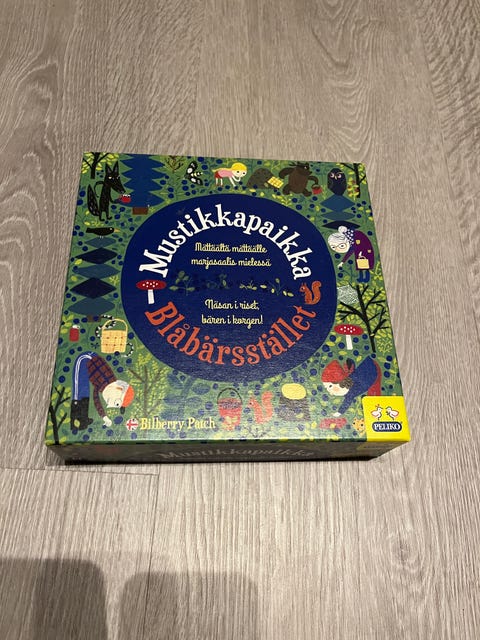 Mustikkapaikka
Mättäältä mättäälle
marjasaalis mielessä
Näsan i riset,
bären i korgen!
Blåbärsstället
Bilberry Patch
PELIKO
Mustikkapaikka